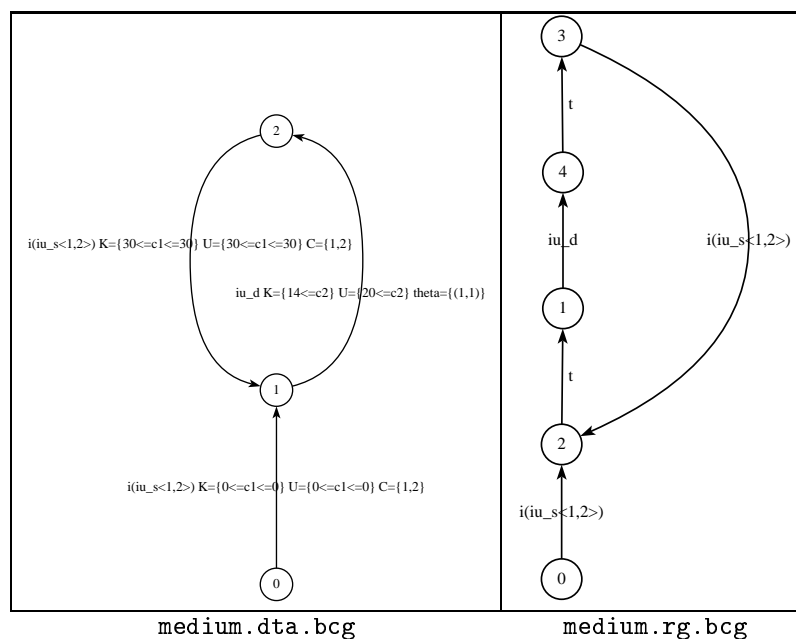 2
i(iu_s<1,2>) K={30<=c1<=30} U={30<=c1<=30} C={1,2}
iu_d K={14<=c2} U={20<=c2} theta={(1,1)}
1
i(iu_s<1,2>) K={0<=c1<=0} U={0<=c1<=0} C={1,2}
0
medium.dta.bcg
3
t
4
iu_d
i(iu_s<1,2>)
1
t
2
i(iu_s<1,2>)
0
medium.rg.bcg